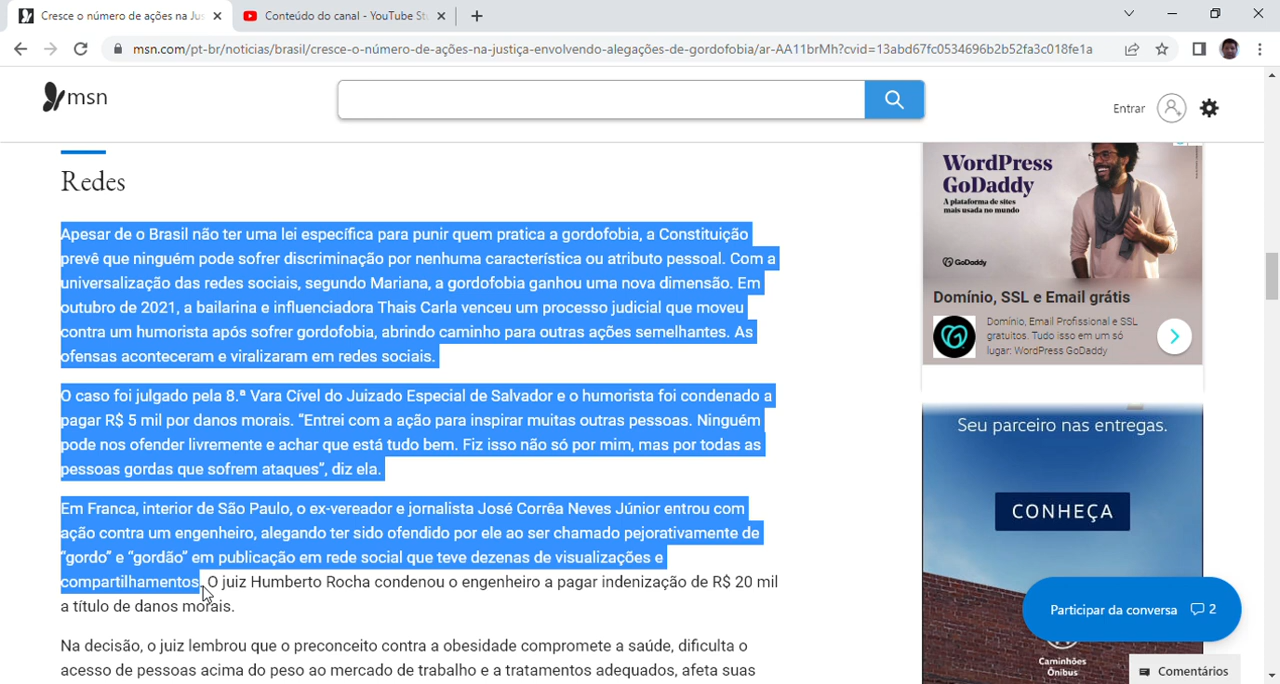 Cresce o número de ações na Jus
Conteúdo do canal - YouTube Stu
msn.com/pt-br/noticias/brasil/cresce-o-número-de-ações-na-justiça-envolvendo-alegações-de-gordofobia/ar-AA11brMh?cvid=13abd67fc0534696b2b52fa3c018fe1a
msn
Entrar
Redes
Apesar de o Brasil não ter uma lei específica para punir quem pratica a gordofobia, a Constituição
prevê que ninguém pode sofrer discriminação por nenhuma característica ou atributo pessoal. Com a
universalização das redes sociais, segundo Mariana, a gordofobia ganhou uma nova dimensão. Em
outubro de 2021, a bailarina e influenciadora Thais Carla venceu um processo judicial que moveu
contra um humorista após sofrer gordofobia, abrindo caminho para outras ações semelhantes. As
ofensas aconteceram e viralizaram em redes sociais.
O caso foi julgado pela 8.ª Vara Cível do Juizado Especial de Salvador e o humorista foi condenado a
pagar R$ 5 mil por danos morais. “Entrei com a ação para inspirar muitas outras pessoas. Ninguém
pode nos ofender livremente e achar que está tudo bem. Fiz isso não só por mim, mas por todas as
pessoas gordas que sofrem ataques”, diz ela.
Em Franca, interior de São Paulo, o ex-vereador e jornalista José Corrêa Neves Júnior entrou com
ação contra um engenheiro, alegando ter sido ofendido por ele ao ser chamado pejorativamente de
“gordo” e “gordão” em publicação em rede social que teve dezenas de visualizações e
compartilhamentos. O juiz Humberto Rocha condenou o engenheiro a pagar indenização de R$ 20 mil
a título de danos morais.
Na decisão, o juiz lembrou que o preconceito contra a obesidade compromete a saúde, dificulta o
acesso de pessoas acima do peso ao mercado de trabalho e a tratamentos adequados, afeta suas
WordPress
GoDaddy
A plataforma de sites
mais usada no mundo
GoDaddy
Domínio, SSL e Email grátis
Domínio, Email Profissional e SSL
gratuitos. Tudo isso em um só
lugar: WordPress GoDaddy
Seu parceiro nas entregas.
CONHEÇA
Participar da conversa 2
Caminhões
Ônibus
Comentários